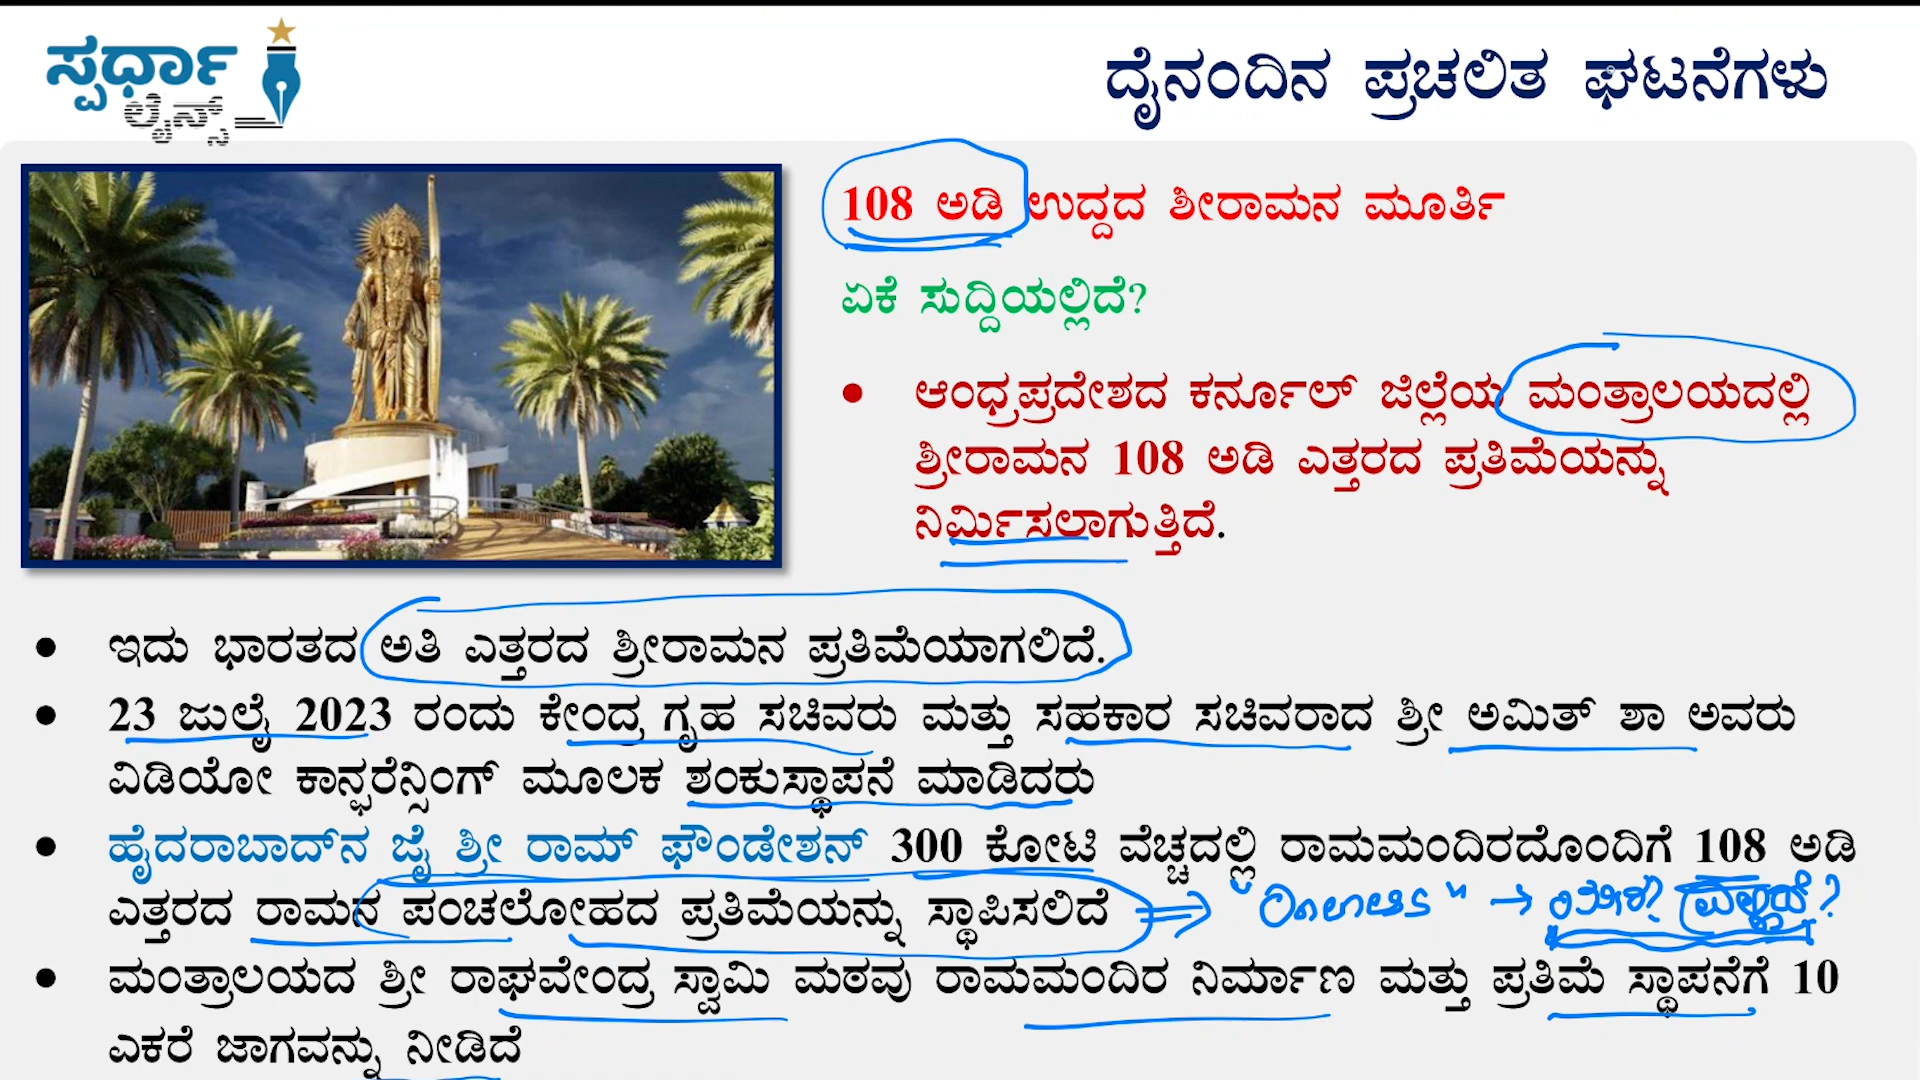 ಸ್ಪರ್ಧಾ
ಲೈನ್ಸ್
ದೈನಂದಿನ ಪ್ರಚಲಿತ ಘಟನೆಗಳು
108 ಅಡಿ ಉದ್ದದ ಶ್ರೀರಾಮನ ಮೂರ್ತಿ
ಏಕೆ ಸುದ್ದಿಯಲ್ಲಿದೆ?
• ಆಂಧ್ರಪ್ರದೇಶದ ಕರ್ನೂಲ್ ಜಿಲ್ಲೆಯ ಮಂತ್ರಾಲಯದಲ್ಲಿ
ಶ್ರೀರಾಮನ 108 ಅಡಿ ಎತ್ತರದ ಪ್ರತಿಮೆಯನ್ನು
ನಿರ್ಮಿಸಲಾಗುತ್ತಿದೆ.
• ಇದು ಭಾರತದ ಅತಿ ಎತ್ತರದ ಶ್ರೀರಾಮನ ಪ್ರತಿಮೆಯಾಗಲಿದೆ.
• 23 ಜುಲೈ 2023 ರಂದು ಕೇಂದ್ರ ಗೃಹ ಸಚಿವರು ಮತ್ತು ಸಹಕಾರ ಸಚಿವರಾದ ಶ್ರೀ ಅಮಿತ್ ಶಾ ಅವರು
ವಿಡಿಯೋ ಕಾನ್ಫರೆನ್ಸಿಂಗ್ ಮೂಲಕ ಶಂಕುಸ್ಥಾಪನೆ ಮಾಡಿದರು
• ಹೈದರಾಬಾದ್‌ನ ಜೈ ಶ್ರೀ ರಾಮ್ ಫೌಂಡೇಶನ್ 300 ಕೋಟಿ ವೆಚ್ಚದಲ್ಲಿ ರಾಮಮಂದಿರದೊಂದಿಗೆ 108 ಅಡಿ
ಎತ್ತರದ ರಾಮನ ಪಂಚಲೋಹದ ಪ್ರತಿಮೆಯನ್ನು ಸ್ಥಾಪಿಸಲಿದೆ
• ಮಂತ್ರಾಲಯದ ಶ್ರೀ ರಾಘವೇಂದ್ರ ಸ್ವಾಮಿ ಮಠವು ರಾಮಮಂದಿರ ನಿರ್ಮಾಣ ಮತ್ತು ಪ್ರತಿಮೆ ಸ್ಥಾಪನೆಗೆ 10
ಎಕರೆ ಜಾಗವನ್ನು ನೀಡಿದೆ